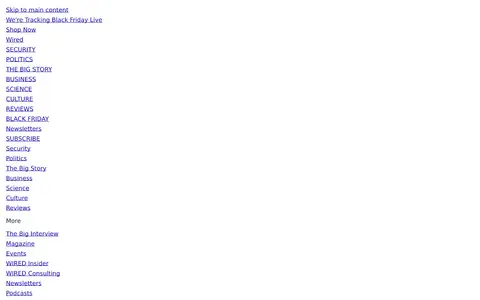 Skip to main content
We're Tracking Black Friday Live
Shop Now
Wired
SECURITY
POLITICS
THE BIG STORY
BUSINESS
SCIENCE
CULTURE
REVIEWS
BLACK FRIDAY
Newsletters
SUBSCRIBE
Security
Politics
The Big Story
Business
Science
Culture
Reviews
More
The Big Interview
Magazine
Events
WIRED Insider
WIRED Consulting
Newsletters
Podcasts